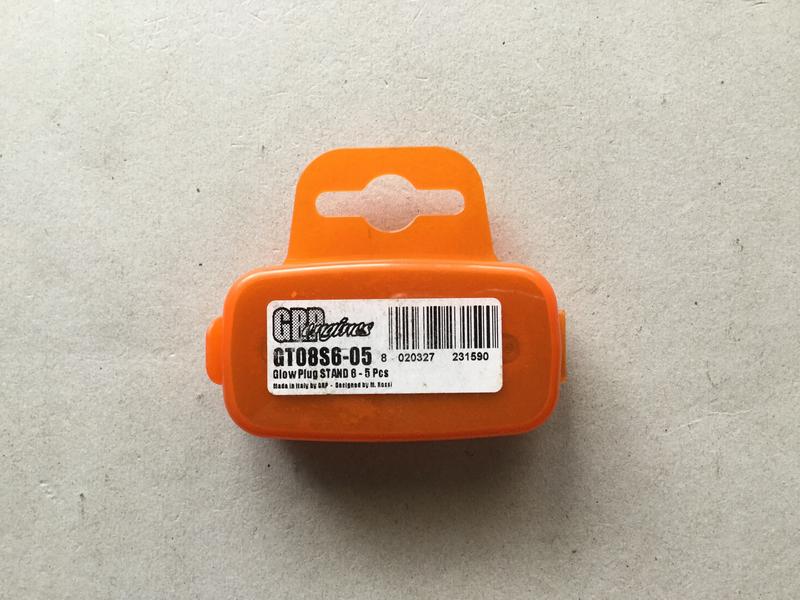 GRP engines
GT08S6-05
8 020327 231590
Glow Plug STAND 6 - 5 Pcs
Made in Italy by GRP - Designed by M. Rossi